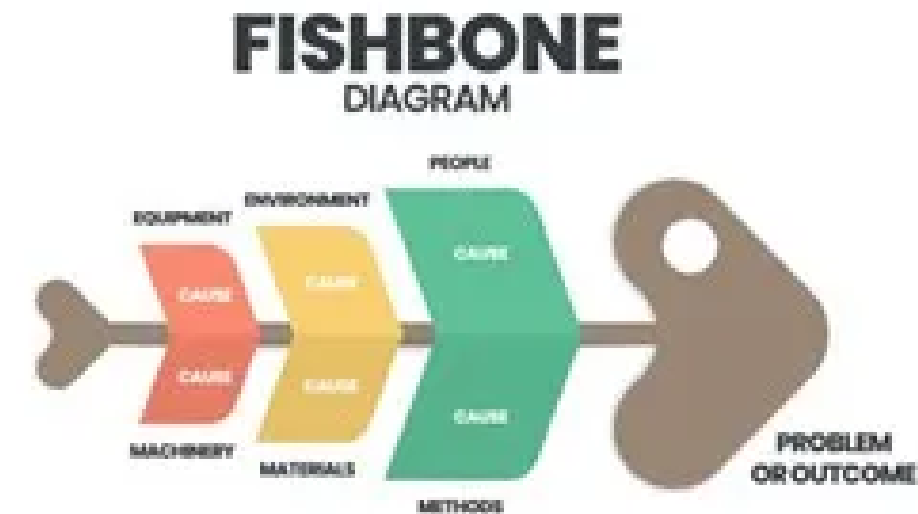 FISHBONE
DIAGRAM
PEOPLE
ENVIRONMENT
EQUIPMENT
CAUSE
CAUSE
CAUSE
CAUSE
CAUSE
CAUSE
MACHINERY
MATERIALS
METHODS
PROBLEM
OR OUTCOME